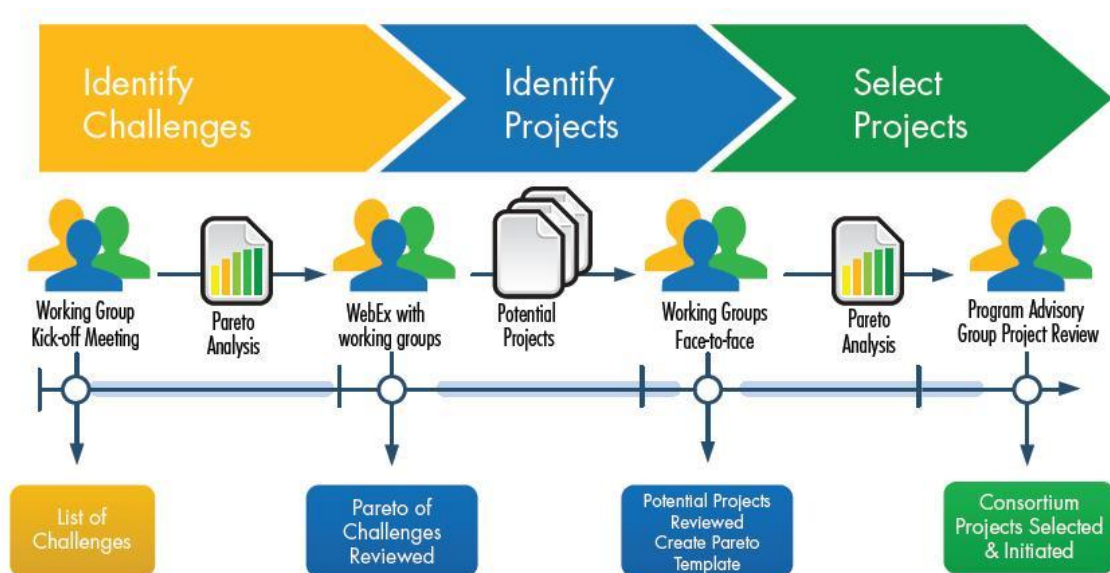 Identify
Challenges
Identify
Projects
Select
Projects
Working Group
Kick-off Meeting
Pareto
Analysis
WebEx with
working groups
Potential
Projects
Working Groups
Face-to-face
Pareto
Analysis
Program Advisory
Group Project Review
List of
Challenges
Pareto of
Challenges
Reviewed
Potential Projects
Reviewed
Create Pareto
Template
Consortium
Projects Selected
& Initiated